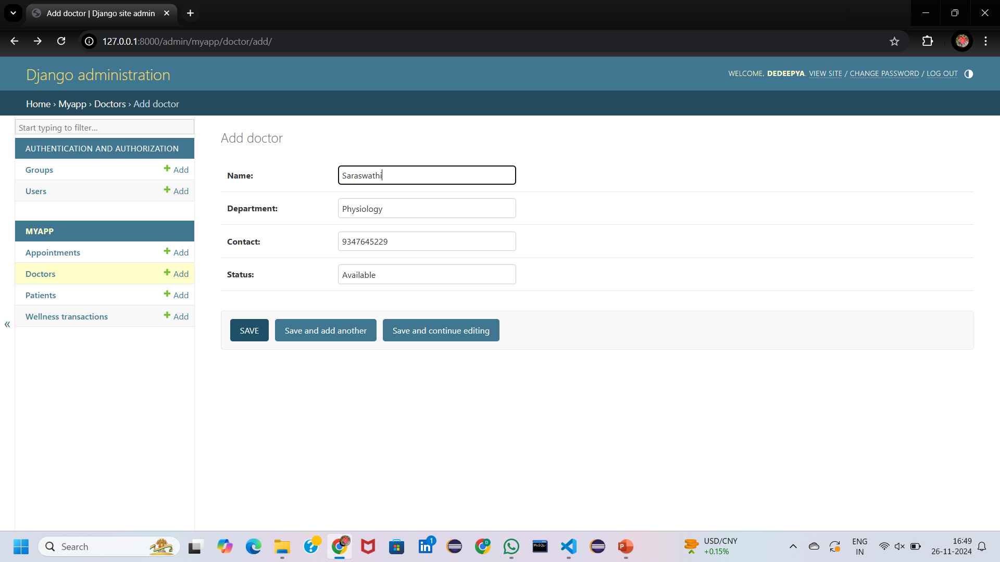 Add doctor | Django site admin
127.0.0.1:8000/admin/myapp/doctor/add/
Django administration
WELCOME, DEDEEPYA. VIEW SITE / CHANGE PASSWORD / LOG OUT
Home › Myapp › Doctors › Add doctor
Start typing to filter...
AUTHENTICATION AND AUTHORIZATION
Groups + Add
Users + Add
MYAPP
Appointments + Add
Doctors + Add
Patients + Add
Wellness transactions + Add
«
Add doctor
Name: Saraswathi
Department: Physiology
Contact: 9347645229
Status: Available
SAVE Save and add another Save and continue editing
Search
1
D
MySQL
USD/CNY
+0.15%
ENG
IN
16:49
26-11-2024